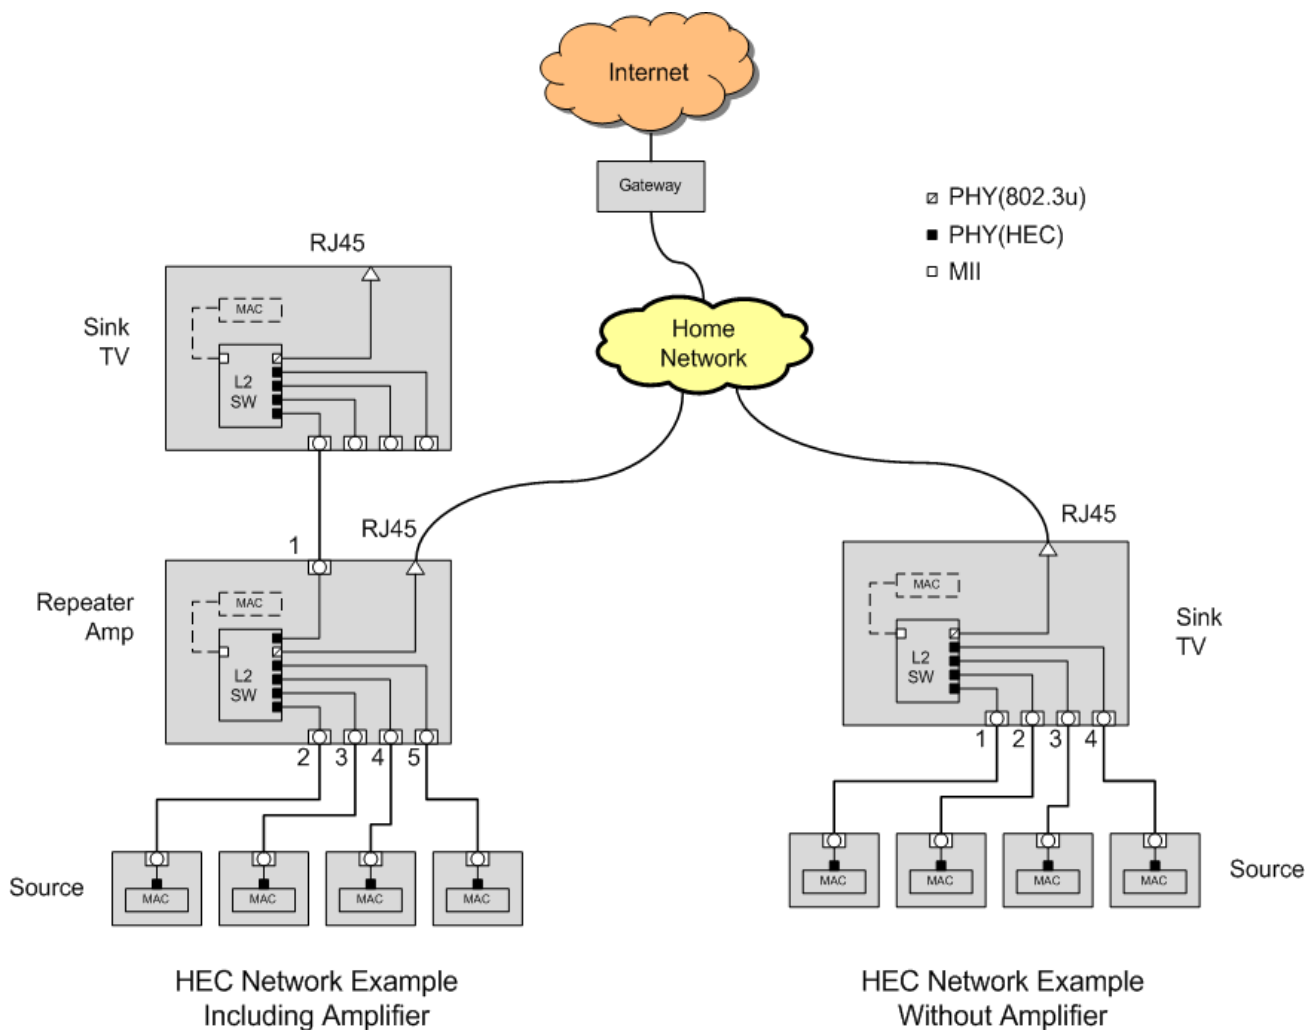 Internet
Gateway
PHY(802.3u)
PHY(HEC)
MII
RJ45
Home
Network
Sink
TV
MAC
L2
SW
RJ45
1
Repeater
Amp
MAC
L2
SW
2 3 4 5
Source
MAC MAC MAC MAC
HEC Network Example
Including Amplifier
RJ45
Sink
TV
MAC
L2
SW
1 2 3 4
Source
MAC MAC MAC MAC
HEC Network Example
Without Amplifier